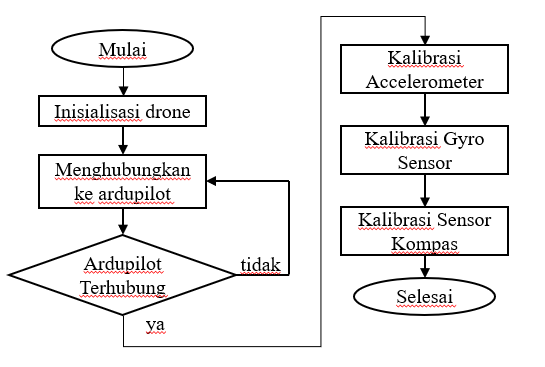 Mulai
Inisialisasi drone
Menghubungkan
ke ardupilot
Ardupilot
Terhubung
tidak
ya
Kalibrasi
Accelerometer
Kalibrasi Gyro
Sensor
Kalibrasi Sensor
Kompas
Selesai